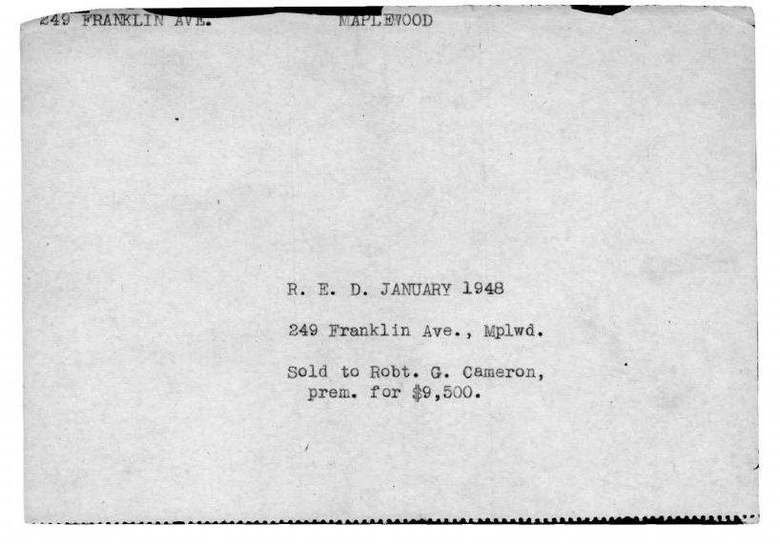 249 FRANKLIN AVE. MAPLEWOOD
R. E. D. JANUARY 1948
249 Franklin Ave., Mplwd.
Sold to Robt. G. Cameron,
prem. for $9,500.